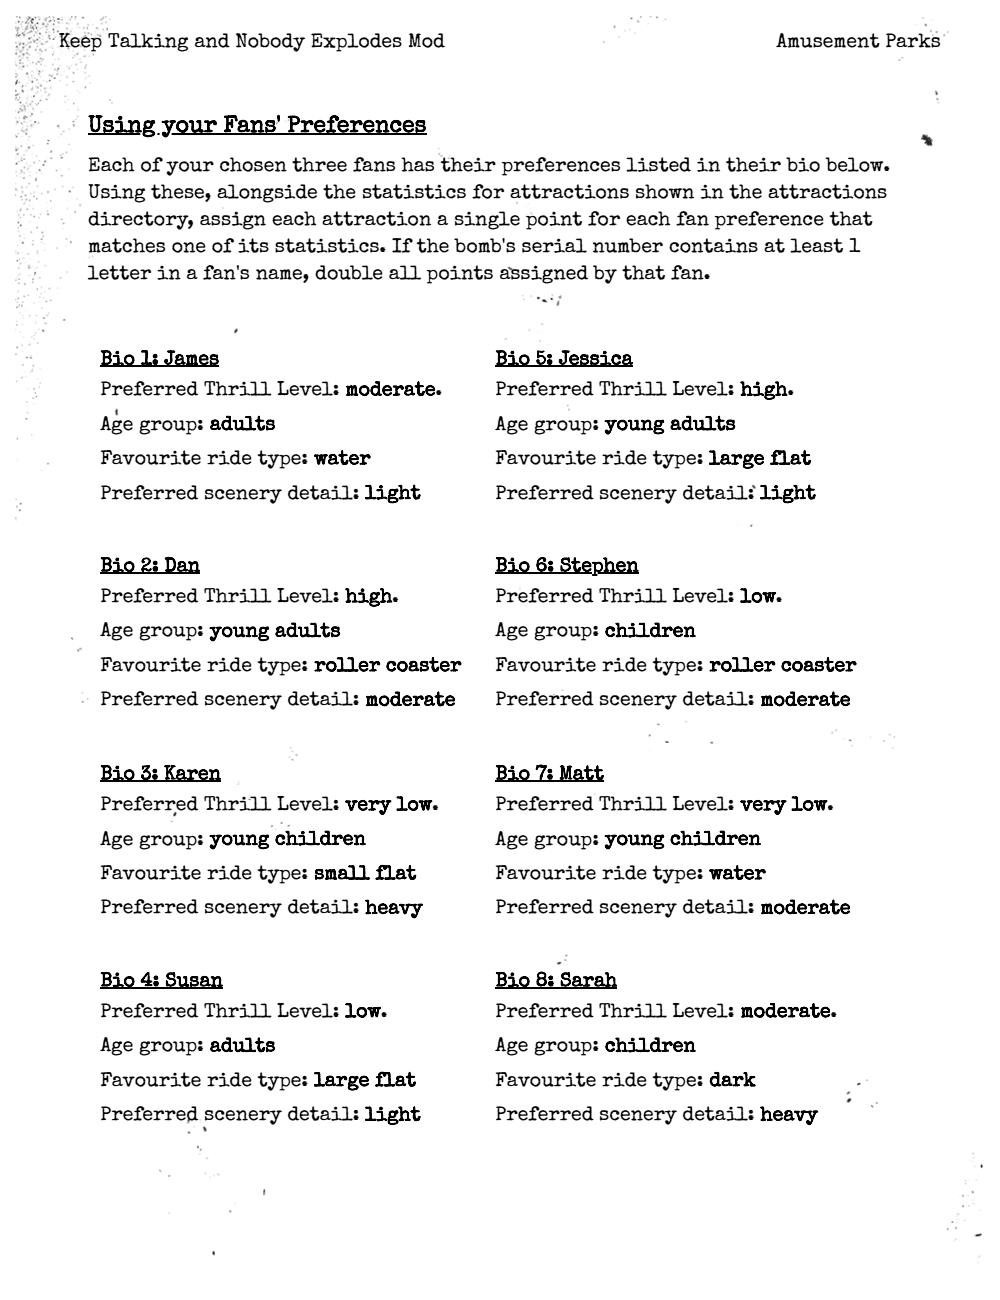 Keep Talking and Nobody Explodes Mod
Amusement Parks
Using your Fans' Preferences
Each of your chosen three fans has their preferences listed in their bio below.
Using these, alongside the statistics for attractions shown in the attractions
directory, assign each attraction a single point for each fan preference that
matches one of its statistics. If the bomb's serial number contains at least 1
letter in a fan's name, double all points assigned by that fan.
Bio 1: James
Preferred Thrill Level: moderate.
Age group: adults
Favourite ride type: water
Preferred scenery detail: light
Bio 2: Dan
Preferred Thrill Level: high.
Age group: young adults
Favourite ride type: roller coaster
Preferred scenery detail: moderate
Bio 3: Karen
Preferred Thrill Level: very low.
Age group: young children
Favourite ride type: small flat
Preferred scenery detail: heavy
Bio 4: Susan
Preferred Thrill Level: low.
Age group: adults
Favourite ride type: large flat
Preferred scenery detail: light
Bio 5: Jessica
Preferred Thrill Level: high.
Age group: young adults
Favourite ride type: large flat
Preferred scenery detail: light
Bio 6: Stephen
Preferred Thrill Level: low.
Age group: children
Favourite ride type: roller coaster
Preferred scenery detail: moderate
Bio 7: Matt
Preferred Thrill Level: very low.
Age group: young children
Favourite ride type: water
Preferred scenery detail: moderate
Bio 8: Sarah
Preferred Thrill Level: moderate.
Age group: children
Favourite ride type: dark
Preferred scenery detail: heavy